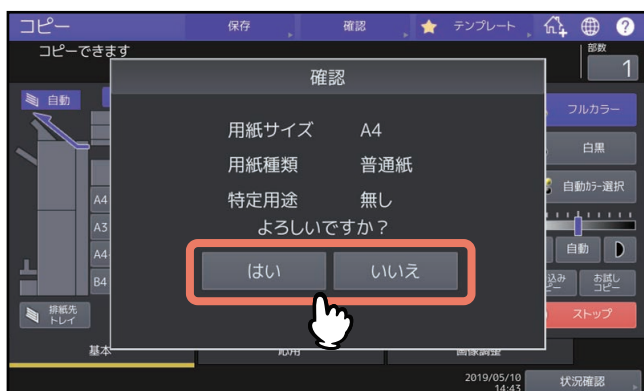 コピー
保存
確認
テンプレート
コピーできます
部数
1
自動
確認
用紙サイズ A4
用紙種類 普通紙
特定用途 無し
よろしいですか？
はい
いいえ
A4
A3
A4
B4
排紙先
トレイ
フルカラー
白黒
自動カラー選択
自動
お試し
コピー
ストップ
基本
応用
画像調整
2019/05/10
14:43
状況確認